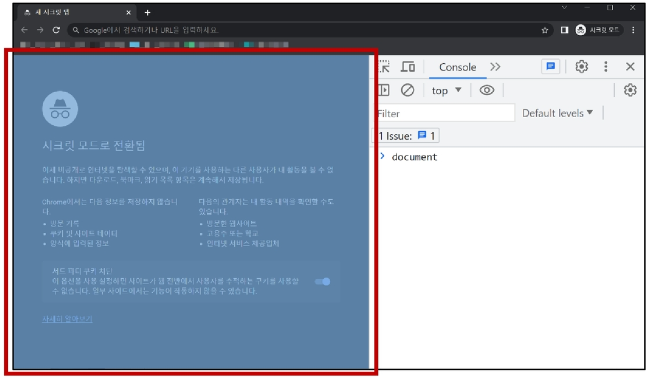 새 시크릿 탭
Google에서 검색하거나 URL을 입력하세요.
시크릿 모드
시크릿 모드로 전환됨
이제 비공개로 인터넷을 탐색할 수 있으며, 이 기기를 사용하는 다른 사용자가 내 활동을 볼 수 없
습니다. 하지만 다운로드, 북마크, 읽기 목록 항목은 계속해서 저장됩니다.
Chrome에서는 다음 정보를 저장하지 않습니
다.
• 방문 기록
• 쿠키 및 사이트 데이터
• 양식에 입력된 정보
다음의 관계자는 내 활동 내역을 확인할 수도
있습니다.
• 방문한 웹사이트
• 고용주 또는 학교
• 인터넷 서비스 제공업체
서드 파티 쿠키 차단
이 옵션을 사용 설정하면 사이트가 웹 전반에서 사용자를 추적하는 쿠키를 사용할
수 없습니다. 일부 사이트에서는 기능이 작동하지 않을 수 있습니다.
자세히 알아보기
Console
top
Filter
Default levels
1 Issue: 1
document